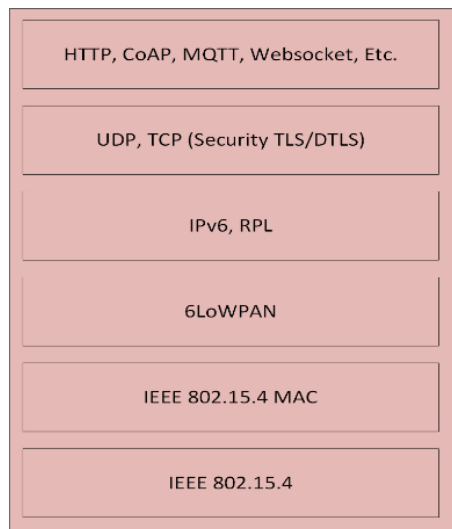 HTTP, CoAP, MQTT, Websocket, Etc.
UDP, TCP (Security TLS/DTLS)
IPv6, RPL
6LoWPAN
IEEE 802.15.4 MAC
IEEE 802.15.4